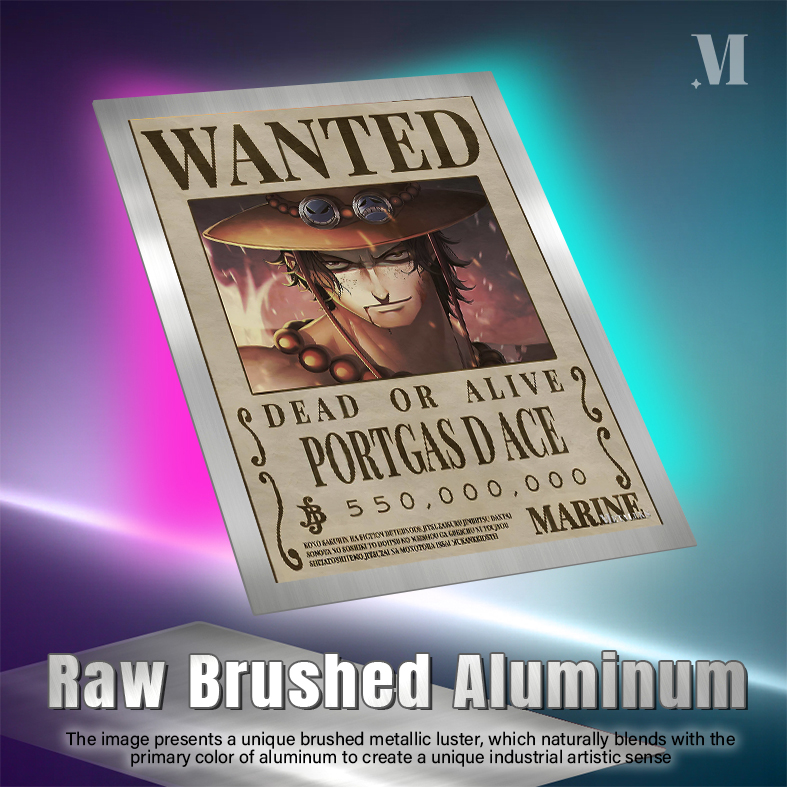 M
WANTED
DEAD OR ALIVE
PORTGAS D ACE
550,000,000
MARINE
Raw Brushed Aluminum
The image presents a unique brushed metallic luster, which naturally blends with the
primary color of aluminum to create a unique industrial artistic sense